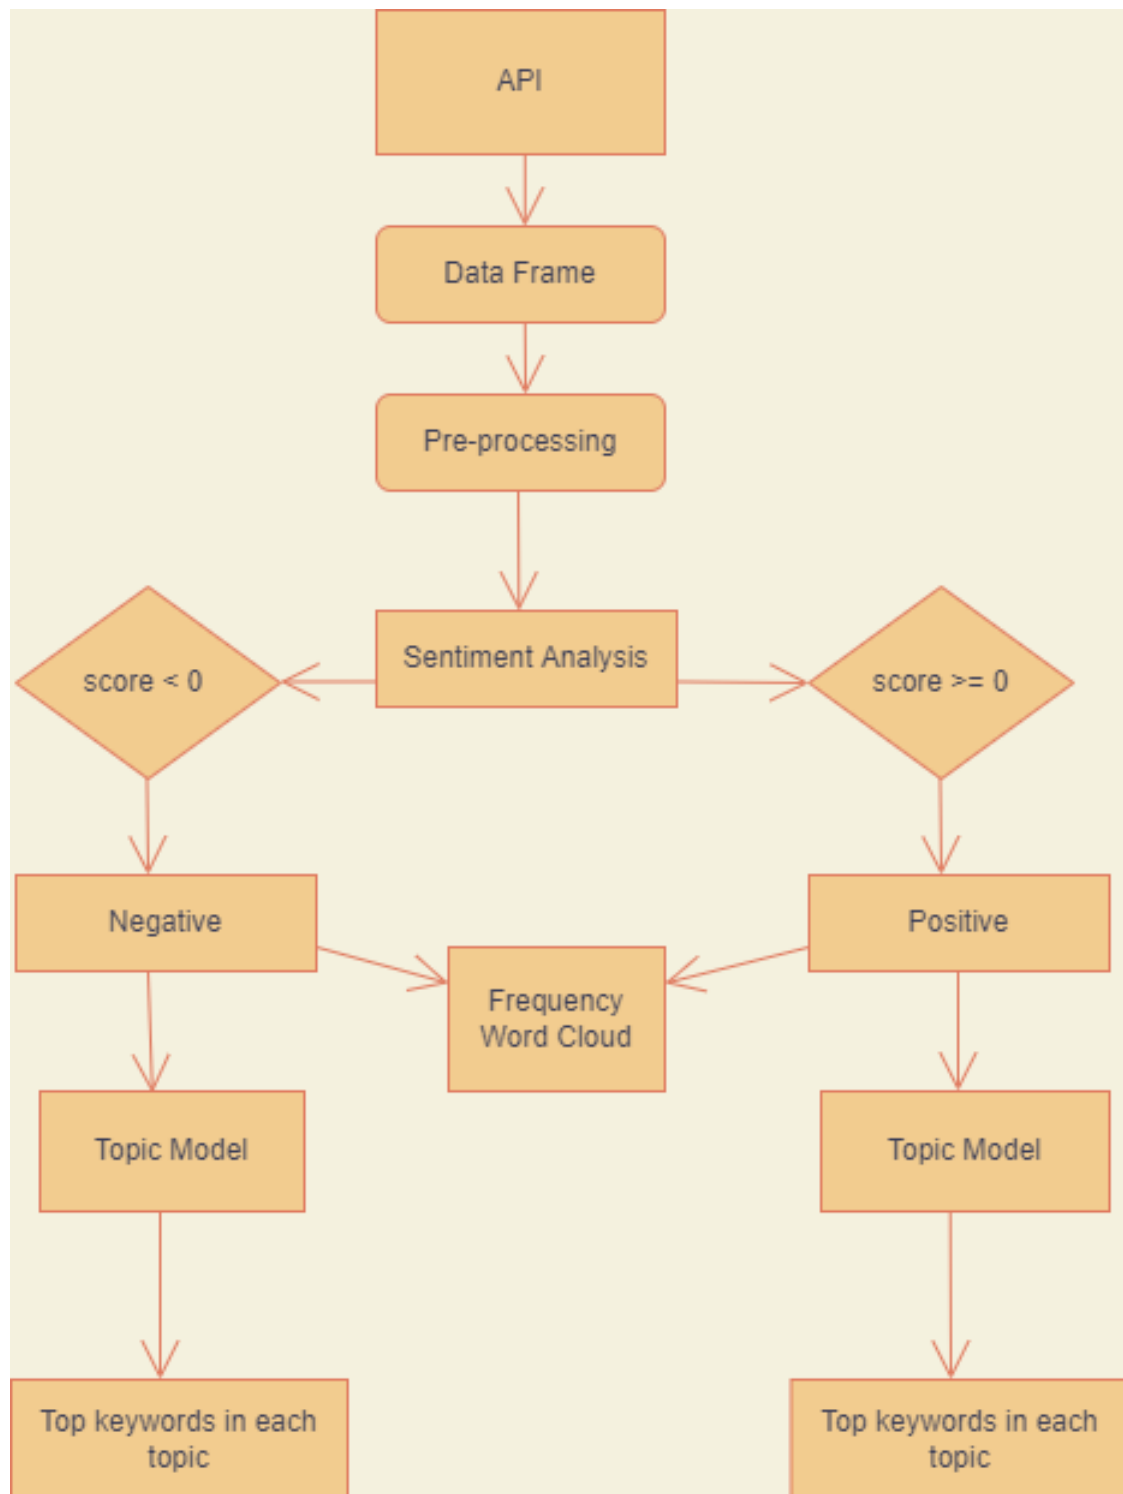 API
Data Frame
Pre-processing
Sentiment Analysis
score < 0
score >= 0
Negative
Positive
Frequency
Word Cloud
Topic Model
Topic Model
Top keywords in each
topic
Top keywords in each
topic